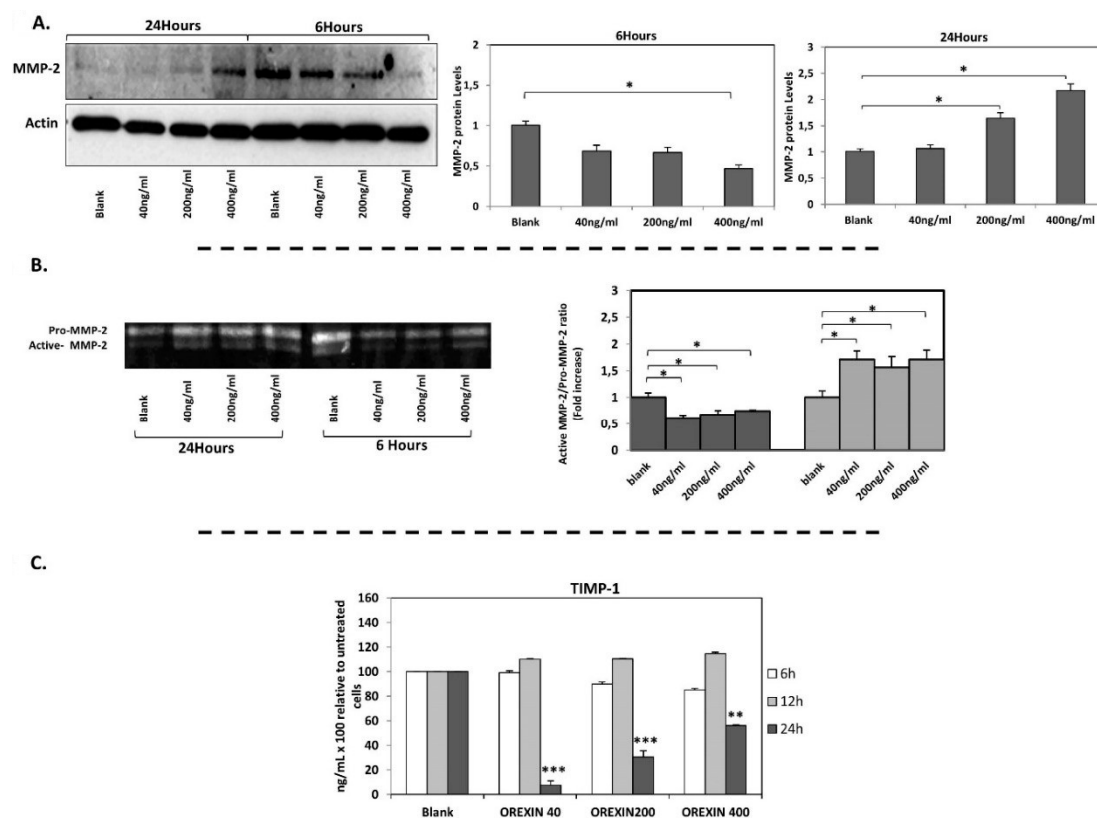 A.
24Hours 6Hours
MMP-2
Actin
Blank 40ng/ml 200ng/ml 400ng/ml Blank 40ng/ml 200ng/ml 400ng/ml
6Hours
MMP-2 protein Levels
2
1,5
1
0,5
0
*
Blank 40ng/ml 200ng/ml 400ng/ml
24Hours
MMP-2 protein Levels
3
2,5
2
1,5
1
0,5
0
*
*
Blank 40ng/ml 200ng/ml 400ng/ml
B.
Pro-MMP-2
Active- MMP-2
Blank 40ng/ml 200ng/ml 400ng/ml Blank 40ng/ml 200ng/ml 400ng/ml
24Hours 6 Hours
Active MMP-2/Pro-MMP-2 ratio
(Fold increase)
3
2,5
2
1,5
1
0,5
0
*
*
*
*
*
*
blank 40ng/ml 200ng/ml 400ng/ml blank 40ng/ml 200ng/ml 400ng/ml
C.
TIMP-1
ng/mL x 100 relative to untreated
cells
160
140
120
100
80
60
40
20
0
***
***
**
Blank OREXIN 40 OREXIN200 OREXIN 400
6h
12h
24h